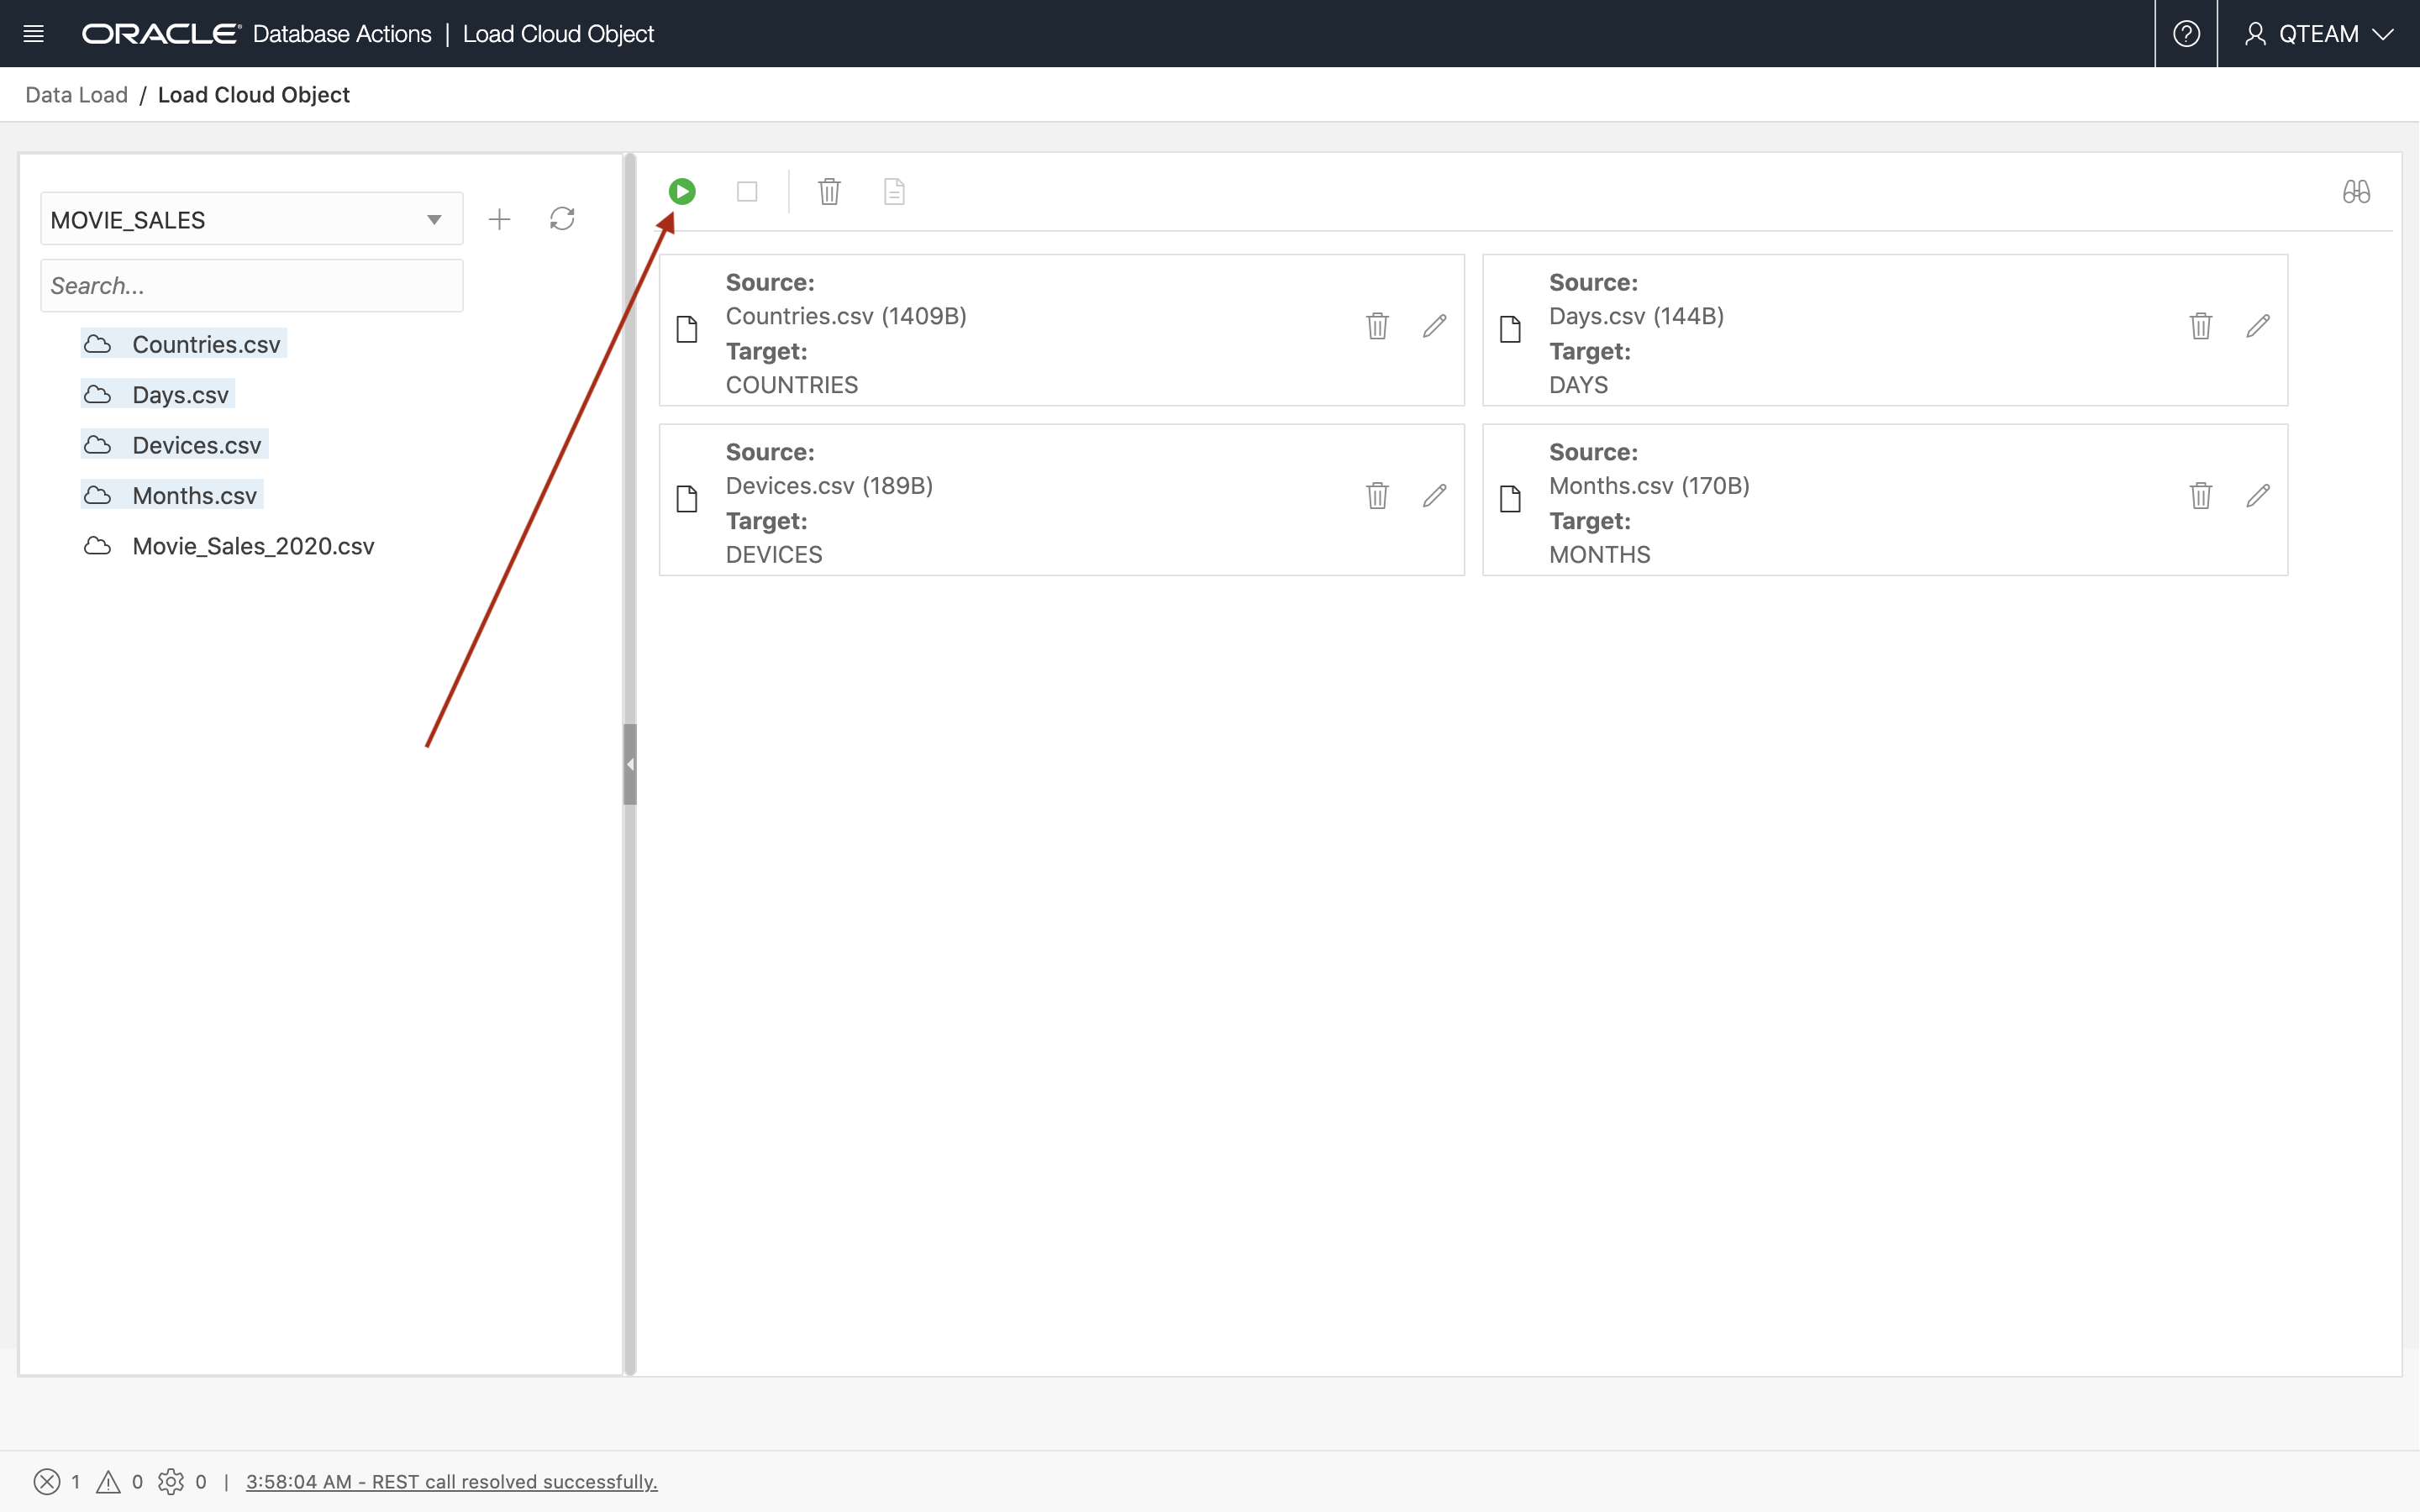 ORACLE® Database Actions | Load Cloud Object
QTEAM
Data Load / Load Cloud Object
MOVIE_SALES
Search...
Countries.csv
Days.csv
Devices.csv
Months.csv
Movie_Sales_2020.csv
Source:
Countries.csv (1409B)
Target:
COUNTRIES
Source:
Days.csv (144B)
Target:
DAYS
Source:
Devices.csv (189B)
Target:
DEVICES
Source:
Months.csv (170B)
Target:
MONTHS
1 0 0 | 3:58:04 AM - REST call resolved successfully.